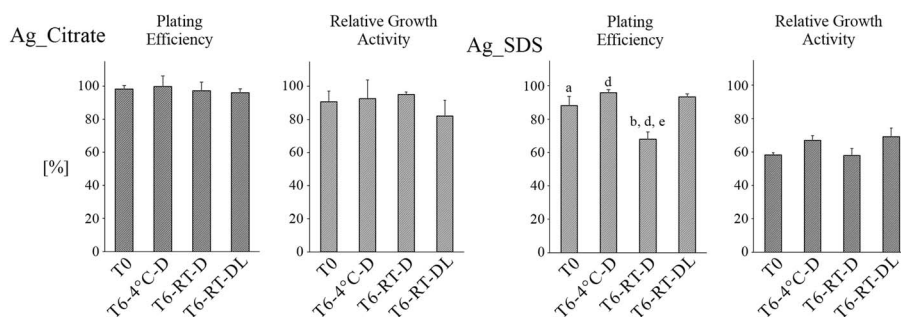 Ag_Citrate
Plating
Efficiency
Relative Growth
Activity
[%]
100
80
60
40
20
0
T0
T6-4°C-D
T6-RT-D
T6-RT-DL
100
80
60
40
20
0
T0
T6-4°C-D
T6-RT-D
T6-RT-DL
Ag_SDS
Plating
Efficiency
Relative Growth
Activity
100
80
60
40
20
0
a
d
b, d, e
T0
T6-4°C-D
T6-RT-D
T6-RT-DL
100
80
60
40
20
0
T0
T6-4°C-D
T6-RT-D
T6-RT-DL